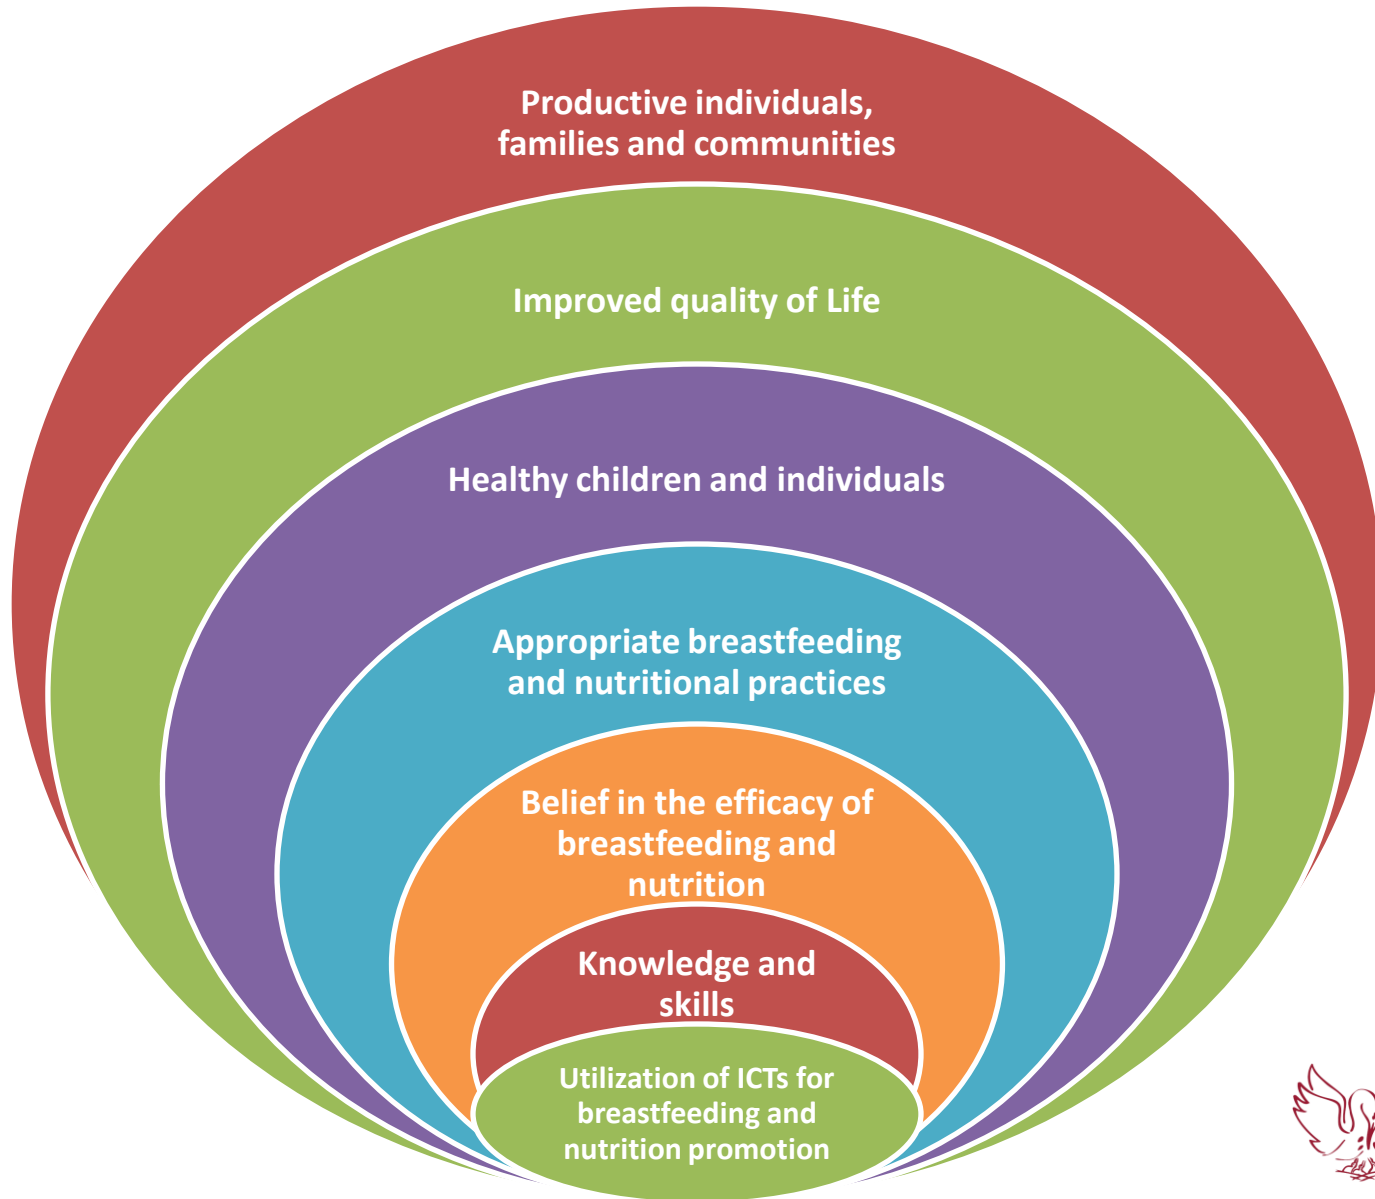 Productive individuals,
families and communities
Improved quality of Life
Healthy children and individuals
Appropriate breastfeeding
and nutritional practices
Belief in the efficacy of
breastfeeding and
nutrition
Knowledge and
skills
Utilization of ICTs for
breastfeeding and
nutrition promotion